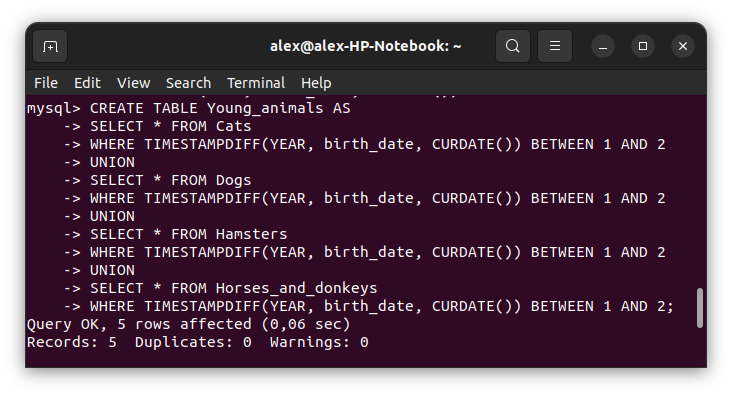 alex@alex-HP-Notebook: ~
File Edit View Search Terminal Help
mysql> CREATE TABLE Young_animals AS
    -> SELECT * FROM Cats
    -> WHERE TIMESTAMPDIFF(YEAR, birth_date, CURDATE()) BETWEEN 1 AND 2
    -> UNION
    -> SELECT * FROM Dogs
    -> WHERE TIMESTAMPDIFF(YEAR, birth_date, CURDATE()) BETWEEN 1 AND 2
    -> UNION
    -> SELECT * FROM Hamsters
    -> WHERE TIMESTAMPDIFF(YEAR, birth_date, CURDATE()) BETWEEN 1 AND 2
    -> UNION
    -> SELECT * FROM Horses_and_donkeys
    -> WHERE TIMESTAMPDIFF(YEAR, birth_date, CURDATE()) BETWEEN 1 AND 2;
Query OK, 5 rows affected (0,06 sec)
Records: 5  Duplicates: 0  Warnings: 0